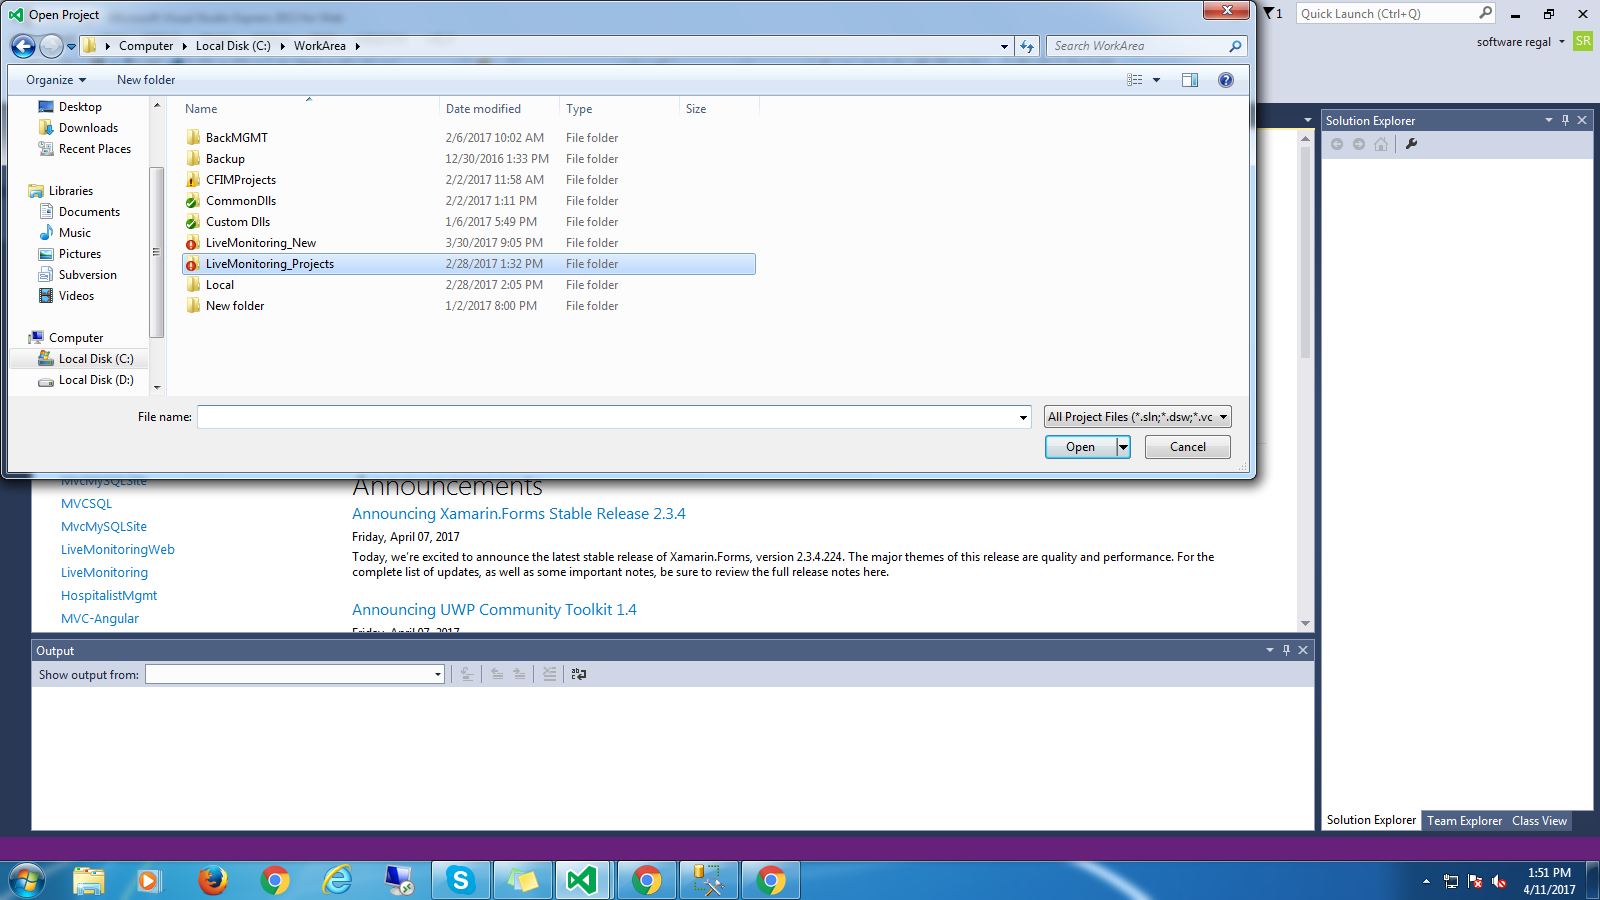 Open Project
Microsoft Visual Studio Express 2012 for Web
1
Quick Launch (Ctrl+Q)
Computer
Local Disk (C:)
WorkArea
Search WorkArea
software regal
SR
Organize
New folder
Name
Date modified
Type
Size
Desktop
Downloads
Recent Places
Libraries
Documents
Music
Pictures
Subversion
Videos
Computer
Local Disk (C:)
Local Disk (D:)
BackMGMT 2/6/2017 10:02 AM File folder
Backup 12/30/2016 1:33 PM File folder
CFIMProjects 2/2/2017 11:58 AM File folder
CommonDlls 2/2/2017 1:11 PM File folder
Custom Dlls 1/6/2017 5:49 PM File folder
LiveMonitoring_New 3/30/2017 9:05 PM File folder
LiveMonitoring_Projects 2/28/2017 1:32 PM File folder
Local 2/28/2017 2:05 PM File folder
New folder 1/2/2017 8:00 PM File folder
File name:
All Project Files (*.sln;*.dsw;*.vc
Open
Cancel
Solution Explorer
MvcMySQLSite
MVCSQL
MvcMySQLSite
LiveMonitoringWeb
LiveMonitoring
HospitalistMgmt
MVC-Angular
Announcements
Announcing Xamarin.Forms Stable Release 2.3.4
Friday, April 07, 2017
Today, we're excited to announce the latest stable release of Xamarin.Forms, version 2.3.4.224. The major themes of this release are quality and performance. For the
complete list of updates, as well as some important notes, be sure to review the full release notes here.
Announcing UWP Community Toolkit 1.4
Friday, April 07, 2017
Output
Show output from:
Solution Explorer
Team Explorer
Class View
1:51 PM
4/11/2017